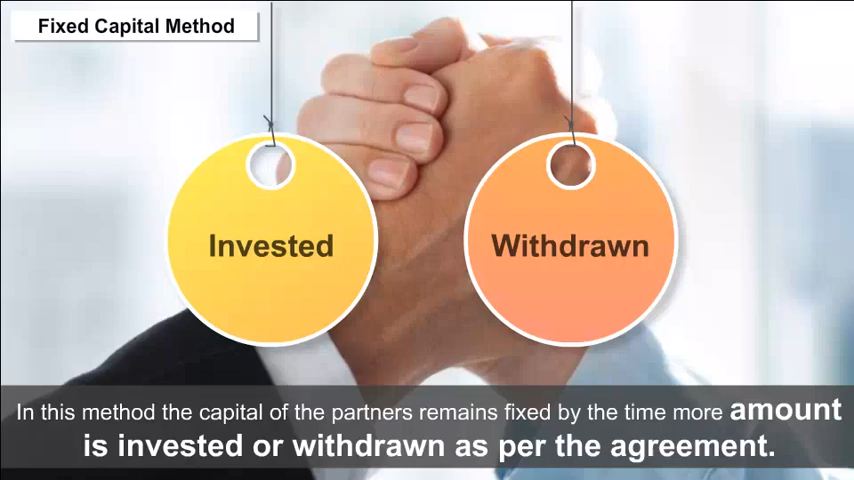 Fixed Capital Method
Invested
Withdrawn
In this method the capital of the partners remains fixed by the time more amount
is invested or withdrawn as per the agreement.